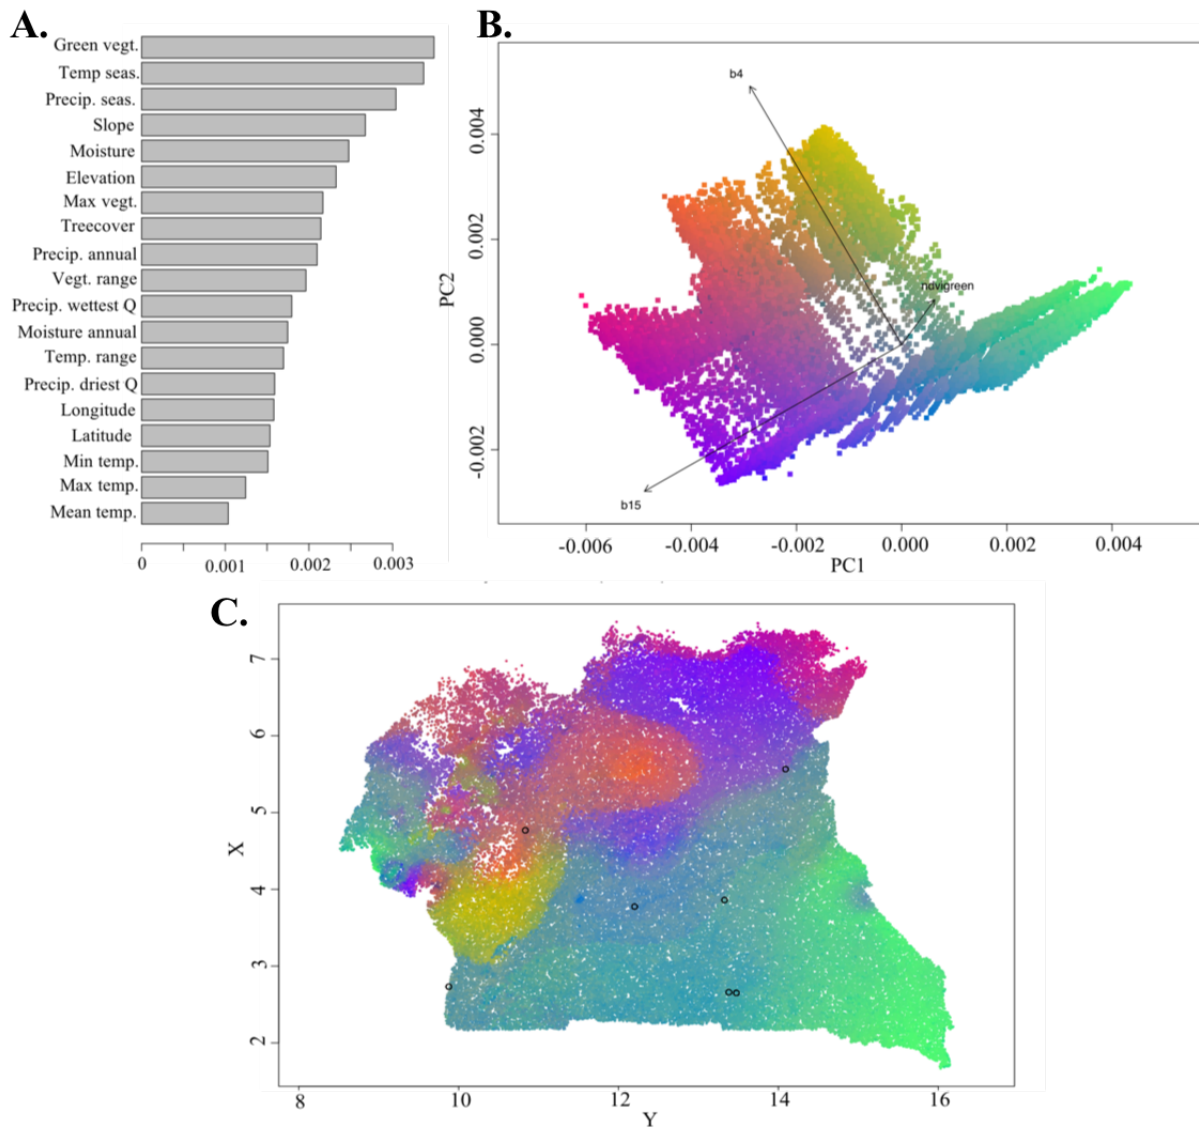 A.
Green vegt.
Temp seas.
Precip. seas.
Slope
Moisture
Elevation
Max vegt.
Treecover
Precip. annual
Vegt. range
Precip. wettest Q
Moisture annual
Temp. range
Precip. driest Q
Longitude
Latitude
Min temp.
Max temp.
Mean temp.
0 0.001 0.002 0.003
B.
PC2
0.004
0.002
0.000
-0.002
b4
ndvigreen
b15
-0.006 -0.004 -0.002 0.000 0.002 0.004
PC1
C.
X
7
6
5
4
3
2
8 10 12 14 16
Y